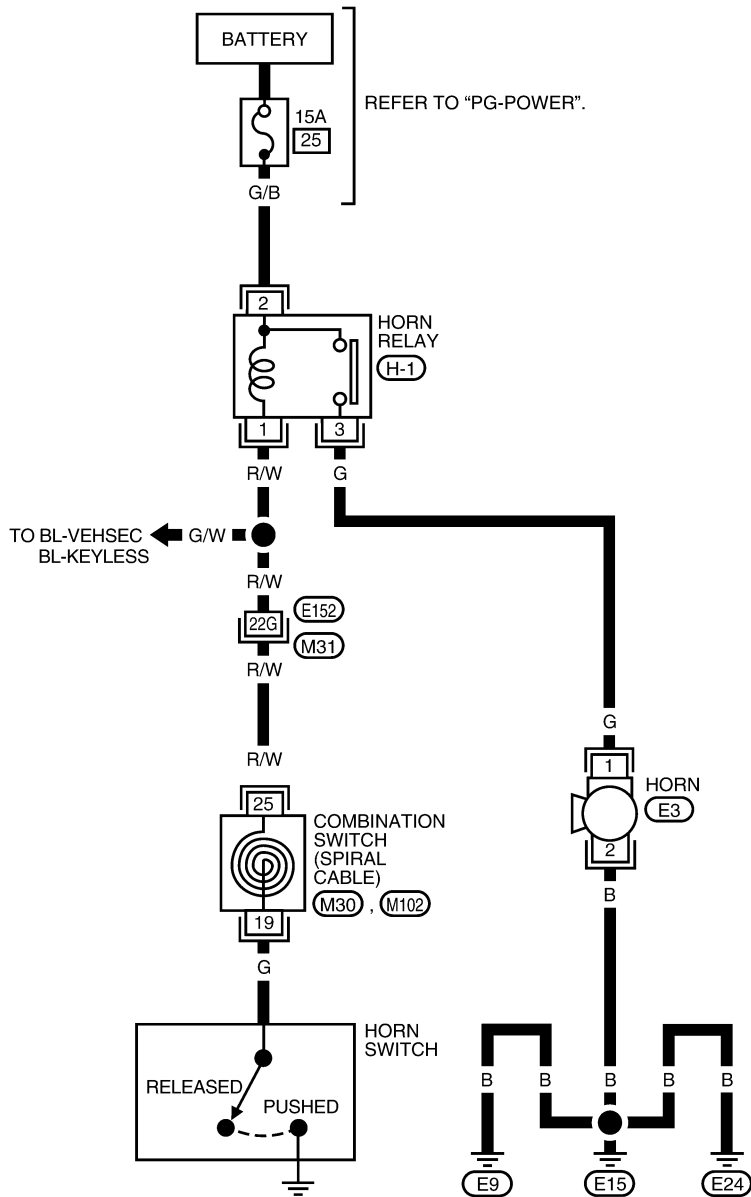 BATTERY
REFER TO “PG-POWER”.
15A
25
G/B
2
HORN
RELAY
H-1
1
3
R/W
G
TO BL-VEHSEC
BL-KEYLESS
G/W
R/W
E152
22G
M31
R/W
R/W
G
1
HORN
E3
2
B
25
COMBINATION
SWITCH
(SPIRAL
CABLE)
M30 , M102
19
G
HORN
SWITCH
RELEASED
PUSHED
B
B
B
B
B
E9
E15
E24